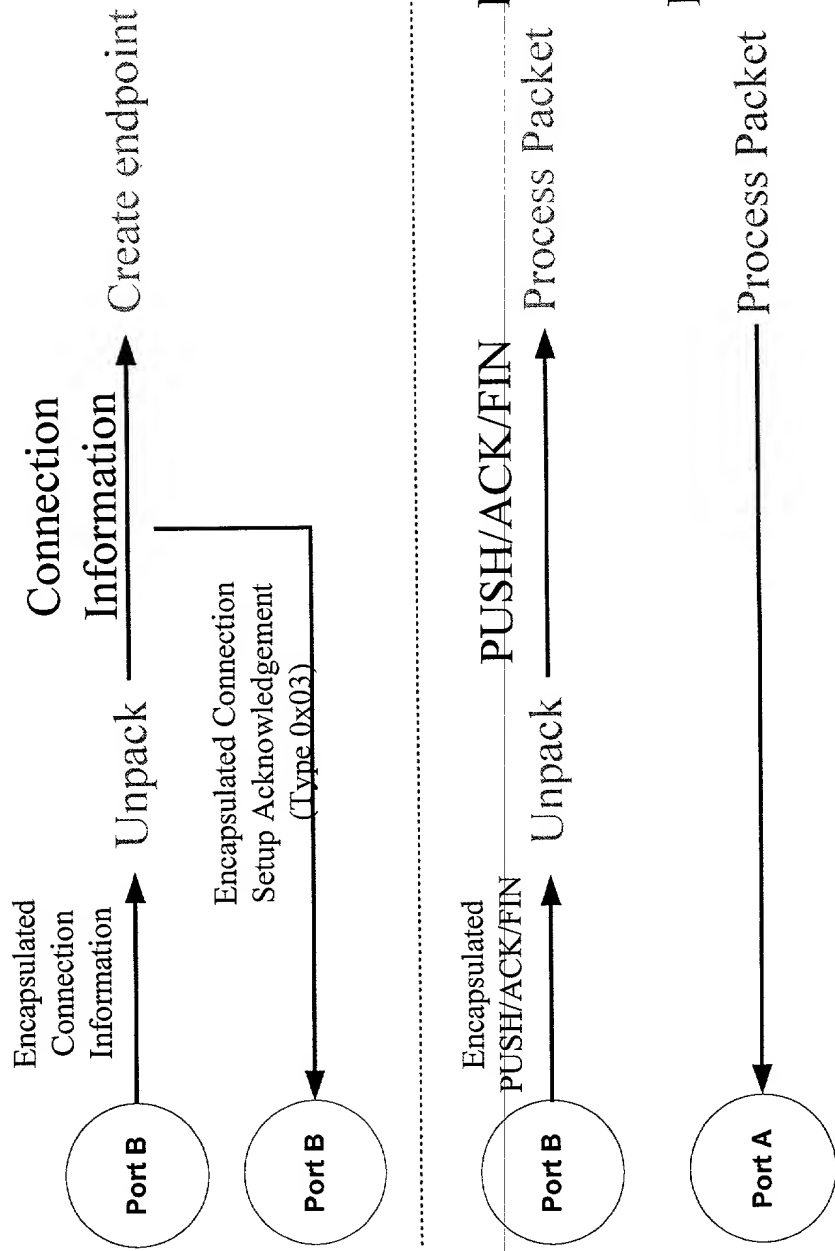 Encapsulated
Connection
Information
Port B
Unpack
Connection
Information
Create endpoint
Encapsulated Connection
Setup Acknowledgement
(Type 0x03)
Port B
Encapsulated
PUSH/ACK/FIN
Port B
Unpack
PUSH/ACK/FIN
Process Packet
Port A
Process Packet